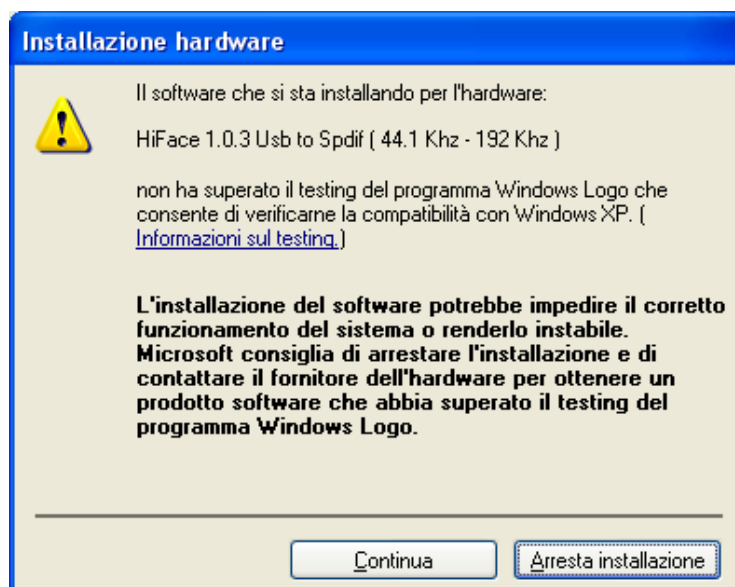 Installazione hardware
Il software che si sta installando per l'hardware:
HiFace 1.0.3 Usb to Spdif ( 44.1 Khz - 192 Khz )
non ha superato il testing del programma Windows Logo che
consente di verificarne la compatibilità con Windows XP. (
Informazioni sul testing.)
L'installazione del software potrebbe impedire il corretto
funzionamento del sistema o renderlo instabile.
Microsoft consiglia di arrestare l'installazione e di
contattare il fornitore dell'hardware per ottenere un
prodotto software che abbia superato il testing del
programma Windows Logo.
Continua
Arresta installazione